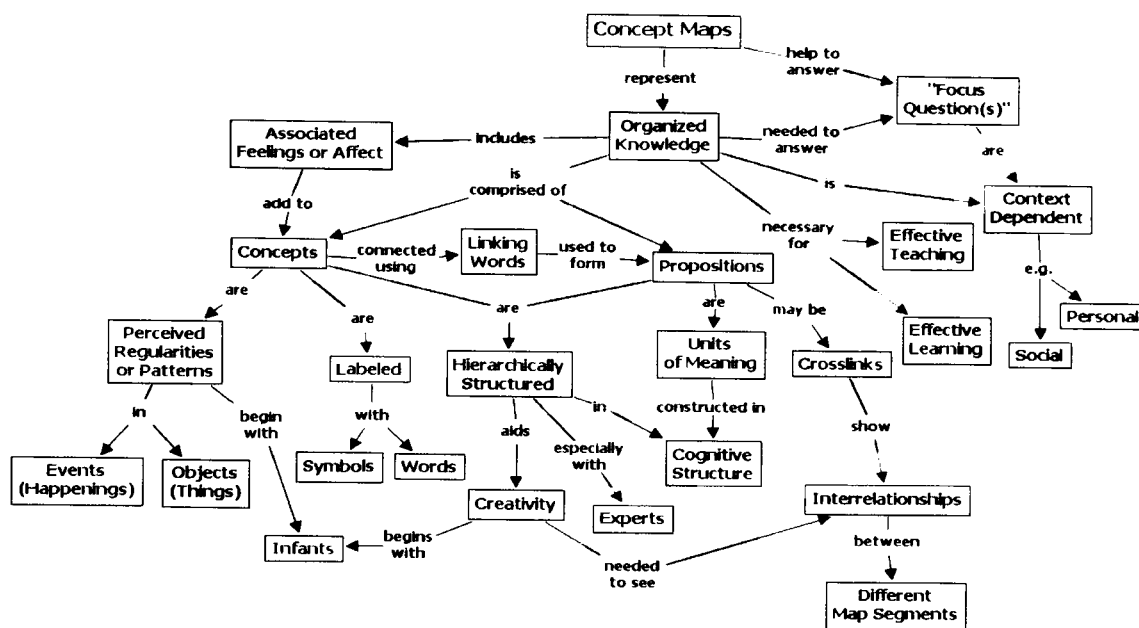 Concept Maps
help to
answer
represent
"Focus
Question(s)"
Associated
Feelings or Affect
includes
Organized
Knowledge
needed to
answer
are
is
comprised of
is
Context
Dependent
add to
necessary
for
Effective
Teaching
Concepts
connected
using
Linking
Words
used to
form
Propositions
e.g.
are
are
are
are
may be
Personal
Perceived
Regularities
or Patterns
Labeled
Hierarchically
Structured
Units
of Meaning
Crosslinks
Effective
Learning
Social
in
begin
with
with
aids
in
constructed in
show
especially
with
Events
(Happenings)
Objects
(Things)
Symbols
Words
Cognitive
Structure
Creativity
Experts
Interrelationships
Infants
begins
with
needed
to see
between
Different
Map Segments